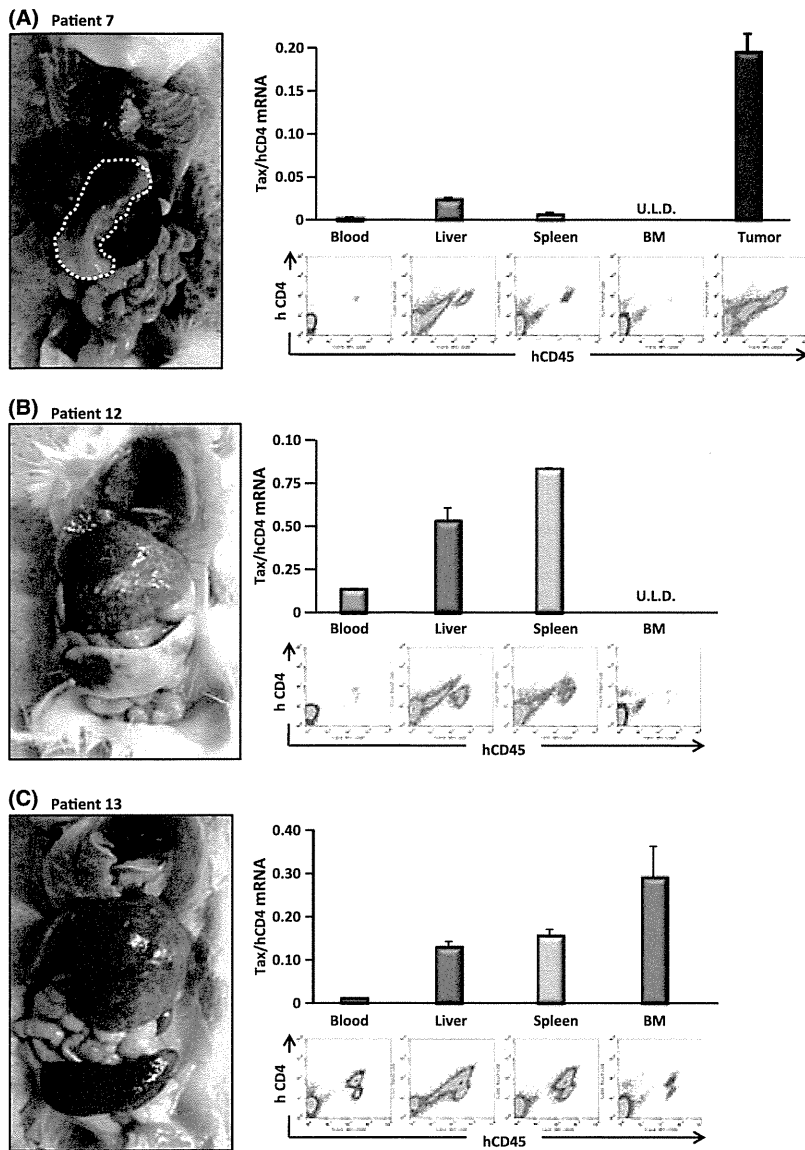 (A) Patient 7
Tax/hCD4 mRNA
0.20
0.15
0.10
0.05
0
U.L.D.
Blood Liver Spleen BM Tumor
h CD4
hCD45
(B) Patient 12
Tax/hCD4 mRNA
0.10
0.75
0.50
0.25
0
U.L.D.
Blood Liver Spleen BM
h CD4
hCD45
(C) Patient 13
Tax/hCD4 mRNA
0.40
0.30
0.20
0.10
0
Blood Liver Spleen BM
h CD4
hCD45